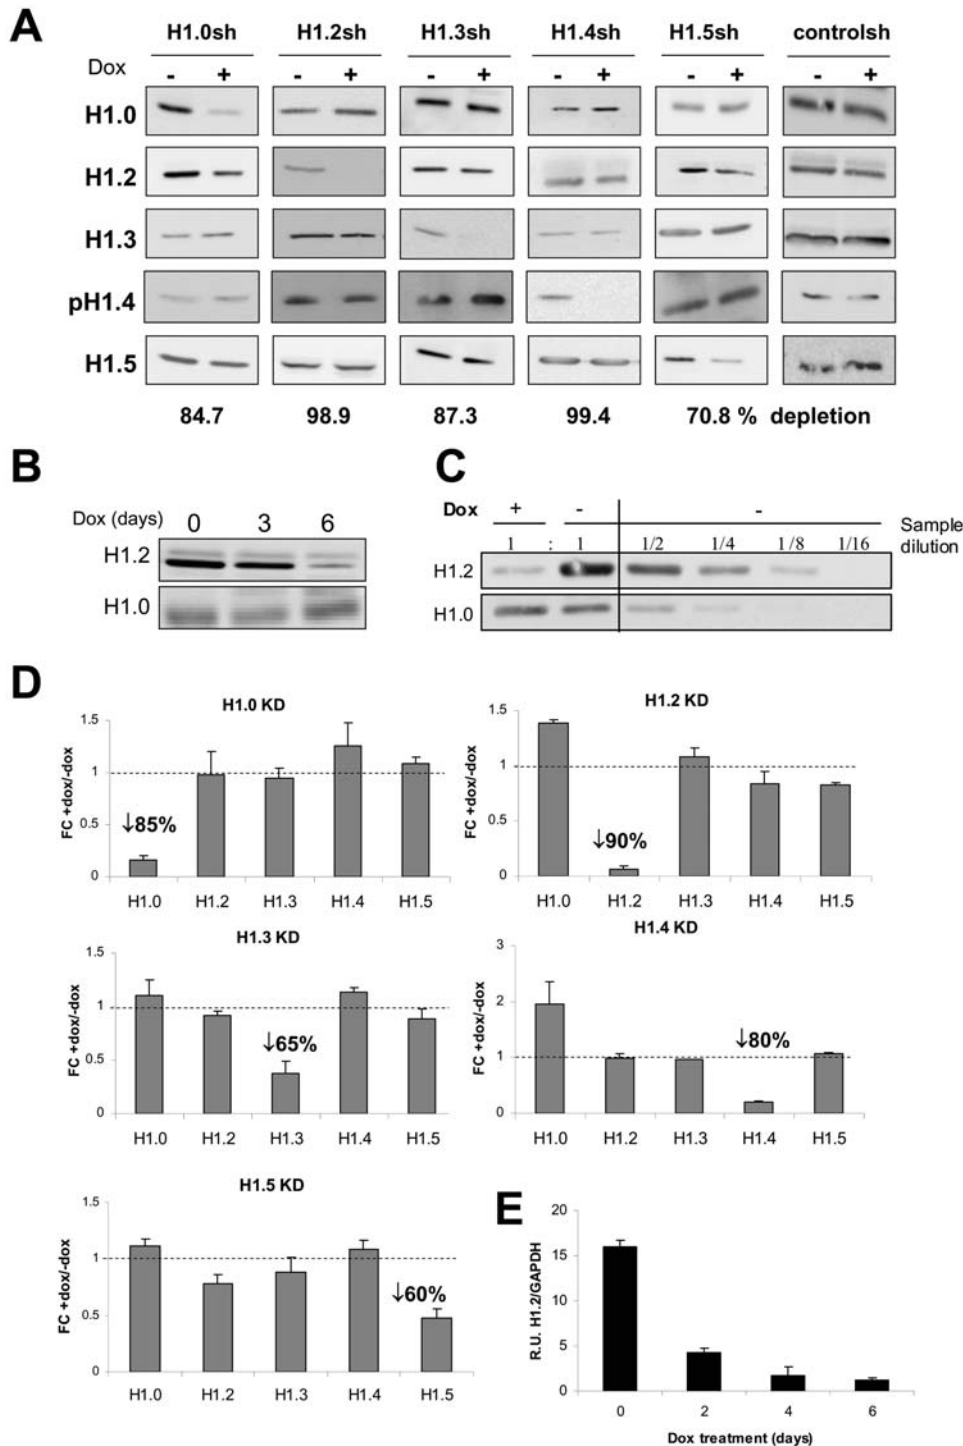 A
H1.0sh H1.2sh H1.3sh H1.4sh H1.5sh controlsh
Dox - + - + - + - + - + - +
H1.0
H1.2
H1.3
pH1.4
H1.5
84.7 98.9 87.3 99.4 70.8 % depletion
B
Dox (days) 0 3 6
H1.2
H1.0
C
Dox + - -
1 : 1 1/2 1/4 1/8 1/16 Sample dilution
H1.2
H1.0
D
H1.0 KD
FC +dox/-dox
1.5
1
0.5
0
↓85%
H1.0 H1.2 H1.3 H1.4 H1.5
H1.2 KD
FC +dox/-dox
1.5
1
0.5
0
↓90%
H1.0 H1.2 H1.3 H1.4 H1.5
H1.3 KD
FC +dox/-dox
1.5
1
0.5
0
↓65%
H1.0 H1.2 H1.3 H1.4 H1.5
H1.4 KD
FC +dox/-dox
3
2
1
0
↓80%
H1.0 H1.2 H1.3 H1.4 H1.5
H1.5 KD
FC +dox/-dox
1.5
1
0.5
0
↓60%
H1.0 H1.2 H1.3 H1.4 H1.5
E
R.U. H1.2/GAPDH
20
15
10
5
0
0 2 4 6
Dox treatment (days)